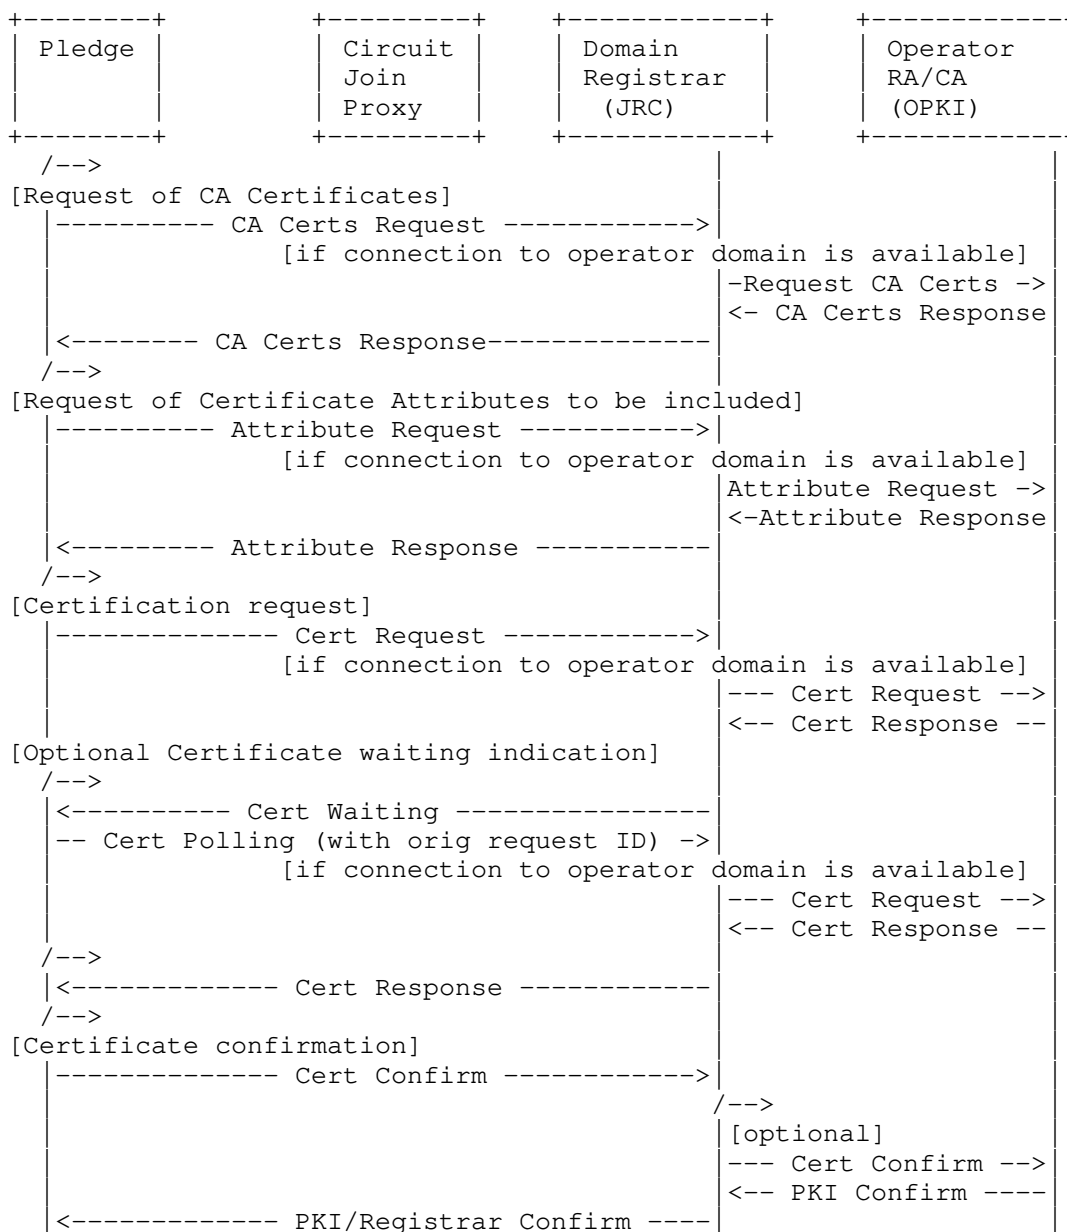 +--------+         +---------+    +------------+     +------------
| Pledge |         | Circuit |    | Domain     |     | Operator
|        |         | Join    |    | Registrar  |     | RA/CA
|        |         | Proxy   |    |  (JRC)     |     | (OPKI)
+--------+         +---------+    +------------+     +------------
  /-->                                      |                    |
[Request of CA Certificates]                |                    |
  |---------- CA Certs Request ------------>|                    |
  |              [if connection to operator domain is available] |
  |                                         |-Request CA Certs ->|
  |                                         |<- CA Certs Response|
  |<-------- CA Certs Response--------------|                    |
  /-->                                      |                    |
[Request of Certificate Attributes to be included]               |
  |---------- Attribute Request ----------->|                    |
  |              [if connection to operator domain is available] |
  |                                         |Attribute Request ->|
  |                                         |<-Attribute Response|
  |<--------- Attribute Response -----------|                    |
  /-->                                      |                    |
[Certification request]                     |                    |
  |-------------- Cert Request ------------>|                    |
  |              [if connection to operator domain is available] |
  |                                         |--- Cert Request -->|
  |                                         |<-- Cert Response --|
[Optional Certificate waiting indication]   |                    |
  /-->                                      |                    |
  |<---------- Cert Waiting ----------------|                    |
  |-- Cert Polling (with orig request ID) ->|                    |
  |              [if connection to operator domain is available] |
  |                                         |--- Cert Request -->|
  |                                         |<-- Cert Response --|
  /-->                                      |                    |
  |<------------- Cert Response ------------|                    |
  /-->                                      |                    |
[Certificate confirmation]                  |                    |
  |-------------- Cert Confirm ------------>|                    |
  |                                         /-->                 |
  |                                         |[optional]          |
  |                                         |--- Cert Confirm -->|
  |                                         |<-- PKI Confirm ----|
  |<------------- PKI/Registrar Confirm ----|                    |